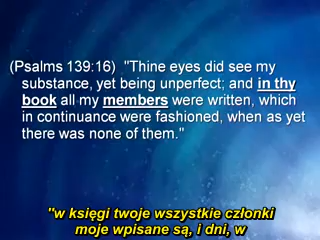 (Psalms 139:16)  "Thine eyes did see my
substance, yet being unperfect; and in thy
book all my members were written, which
in continuance were fashioned, when as yet
there was none of them."
"w księgi twoje wszystkie członki
moje wpisane są, i dni, w